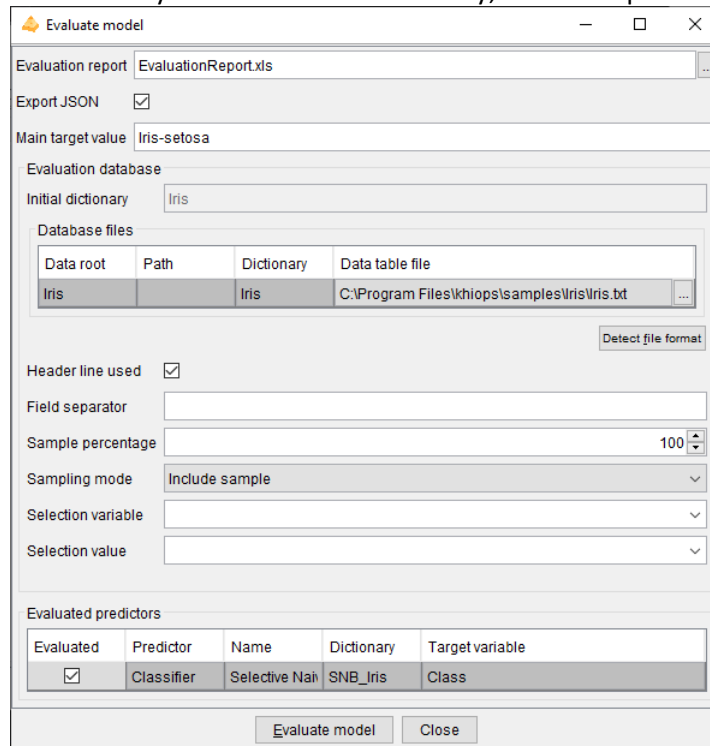 Evaluate model
Evaluation report EvaluationReport.xls ...
Export JSON
Main target value Iris-setosa
Evaluation database
Initial dictionary Iris
Database files
Data root Path Dictionary Data table file
Iris Iris C:\Program Files\khiops\samples\Iris\Iris.txt ...
Detect file format
Header line used
Field separator
Sample percentage 100
Sampling mode Include sample
Selection variable
Selection value
Evaluated predictors
Evaluated Predictor Name Dictionary Target variable
Classifier Selective Naiv SNB_Iris Class
Evaluate model Close